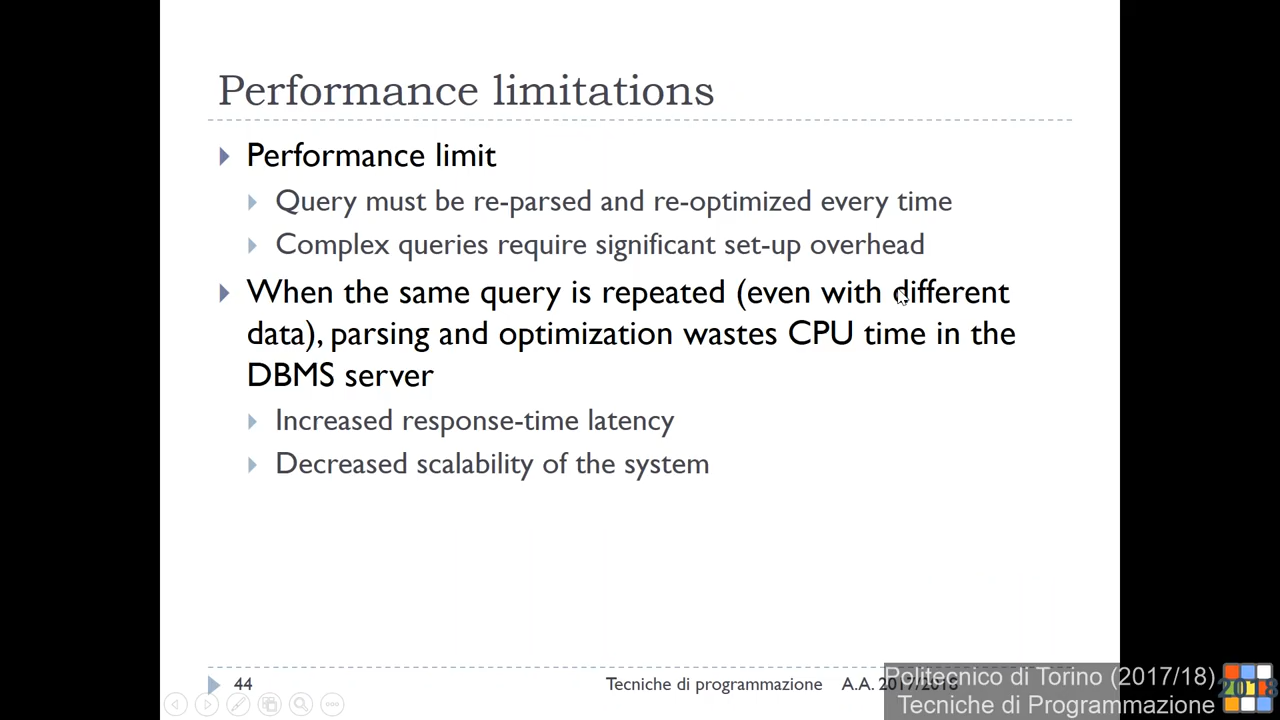 Performance limitations
Performance limit
Query must be re-parsed and re-optimized every time
Complex queries require significant set-up overhead
When the same query is repeated (even with different
data), parsing and optimization wastes CPU time in the
DBMS server
Increased response-time latency
Decreased scalability of the system
44
Tecniche di programmazione A.A. 2017/2018
Politecnico di Torino (2017/18)
Tecniche di Programmazione
2018